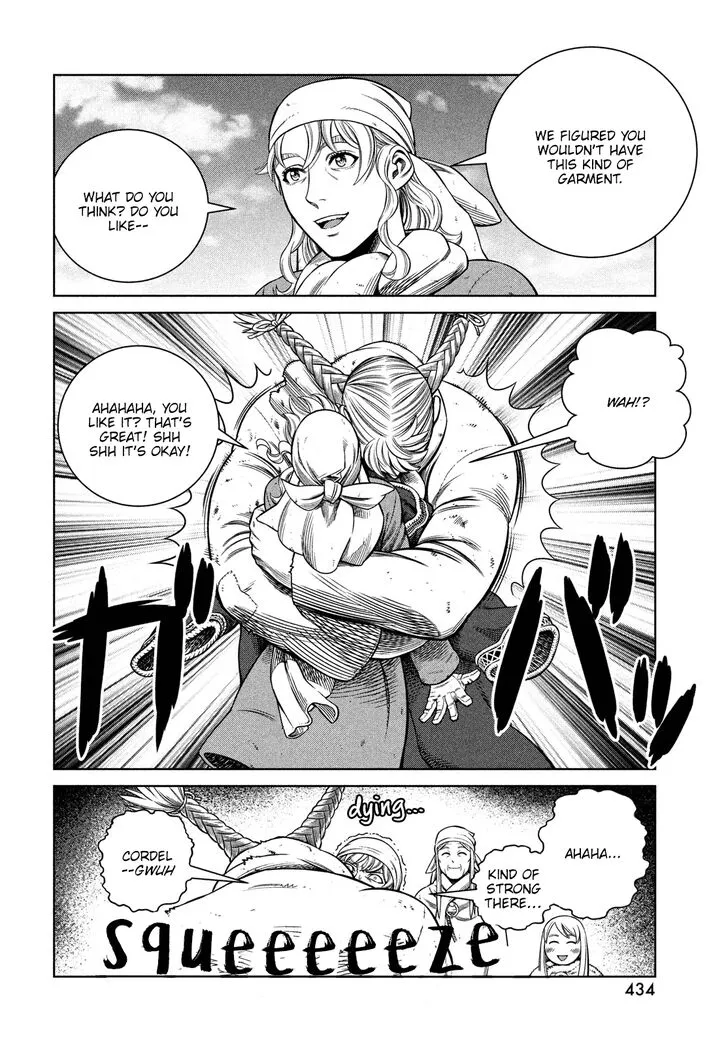 WE FIGURED YOU
WOULDN'T HAVE
THIS KIND OF
GARMENT.
WHAT DO YOU
THINK? DO YOU
LIKE--
WAH!?
AHAHAHA, YOU
LIKE IT? THAT'S
GREAT! SHH
SHH IT'S OKAY!
ガバッ
dying...
AHAHA...
KIND OF
STRONG
THERE...
CORDEL
--GWUH
squeeeeeeze
434